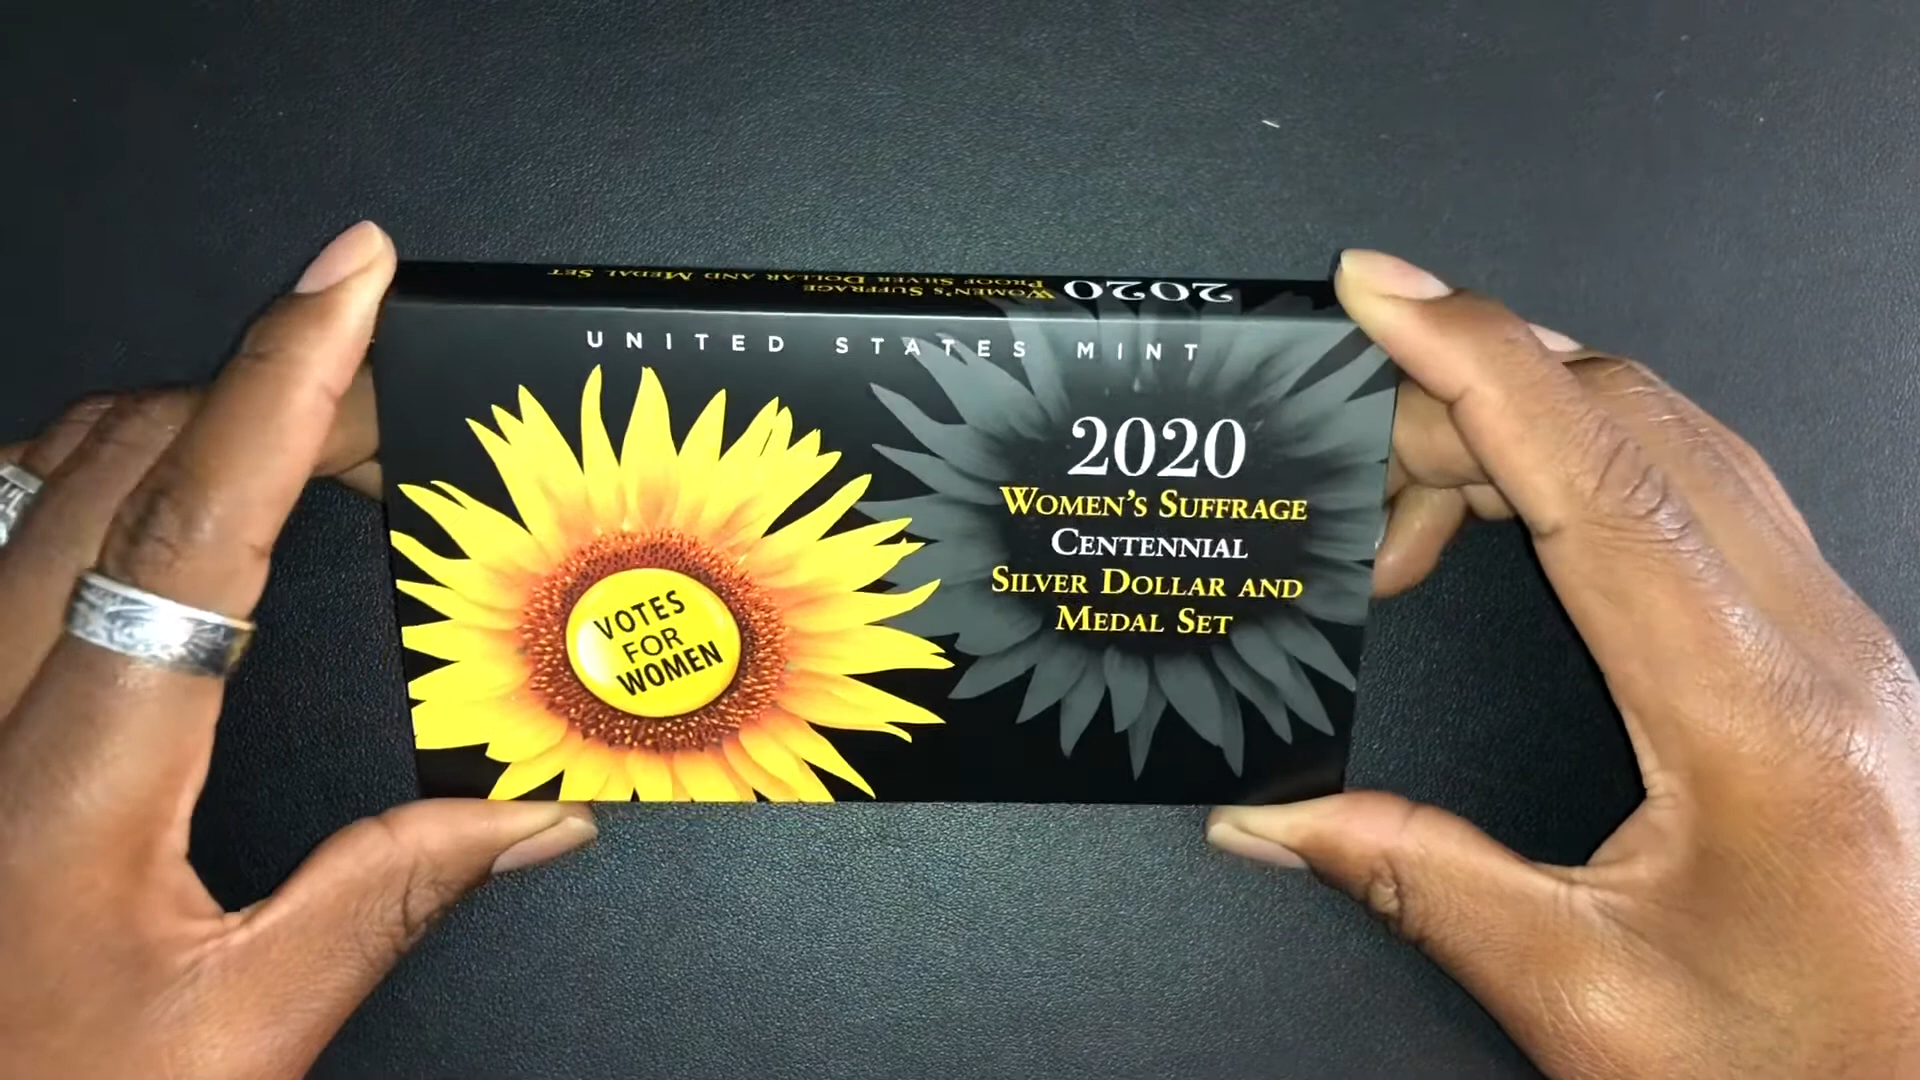 2020
WOMEN'S SUFFRAGE
PROOF SILVER DOLLAR AND MEDAL SET
UNITED STATES MINT
2020
WOMEN'S SUFFRAGE
CENTENNIAL
SILVER DOLLAR AND
MEDAL SET
VOTES
FOR
WOMEN